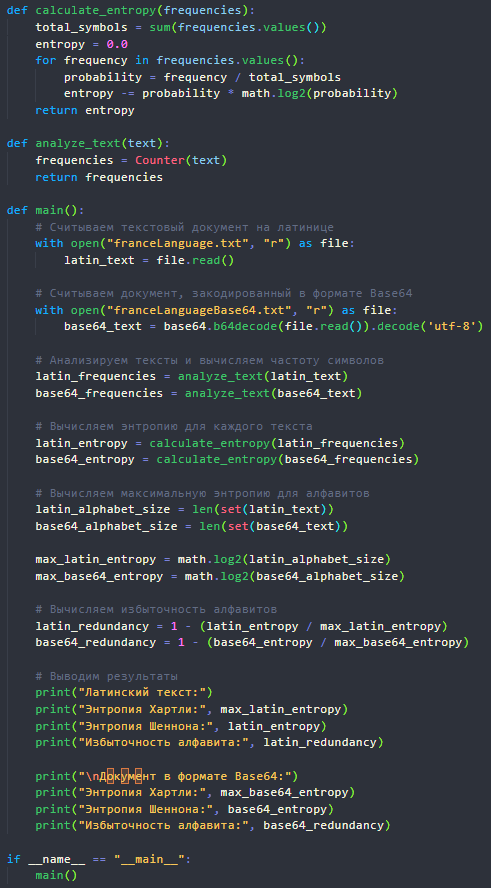 def calculate_entropy(frequencies):
    total_symbols = sum(frequencies.values())
    entropy = 0.0
    for frequency in frequencies.values():
        probability = frequency / total_symbols
        entropy -= probability * math.log2(probability)
    return entropy

def analyze_text(text):
    frequencies = Counter(text)
    return frequencies

def main():
    # Считываем текстовый документ на латинице
    with open("franceLanguage.txt", "r") as file:
        latin_text = file.read()

    # Считываем документ, закодированный в формате Base64
    with open("franceLanguageBase64.txt", "r") as file:
        base64_text = base64.b64decode(file.read()).decode('utf-8')

    # Анализируем тексты и вычисляем частоту символов
    latin_frequencies = analyze_text(latin_text)
    base64_frequencies = analyze_text(base64_text)

    # Вычисляем энтропию для каждого текста
    latin_entropy = calculate_entropy(latin_frequencies)
    base64_entropy = calculate_entropy(base64_frequencies)

    # Вычисляем максимальную энтропию для алфавитов
    latin_alphabet_size = len(set(latin_text))
    base64_alphabet_size = len(set(base64_text))

    max_latin_entropy = math.log2(latin_alphabet_size)
    max_base64_entropy = math.log2(base64_alphabet_size)

    # Вычисляем избыточность алфавитов
    latin_redundancy = 1 - (latin_entropy / max_latin_entropy)
    base64_redundancy = 1 - (base64_entropy / max_base64_entropy)

    # Выводим результаты
    print("Латинский текст:")
    print("Энтропия Хартли:", max_latin_entropy)
    print("Энтропия Шеннона:", latin_entropy)
    print("Избыточность алфавита:", latin_redundancy)

    print("\nДокумент в формате Base64:")
    print("Энтропия Хартли:", max_base64_entropy)
    print("Энтропия Шеннона:", base64_entropy)
    print("Избыточность алфавита:", base64_redundancy)

if __name__ == "__main__":
    main()